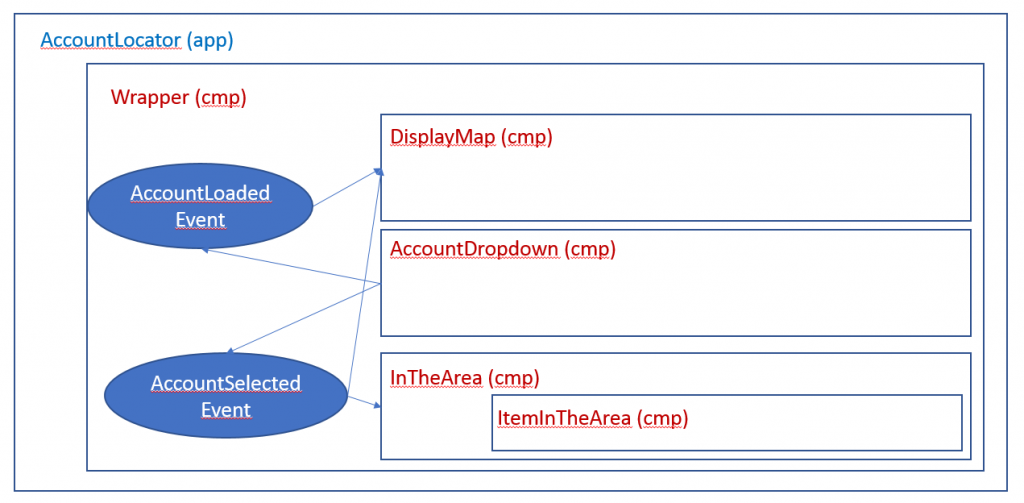 AccountLocator (app)
Wrapper (cmp)
DisplayMap (cmp)
AccountLoaded
Event
AccountDropdown (cmp)
AccountSelected
Event
InTheArea (cmp)
ItemInTheArea (cmp)